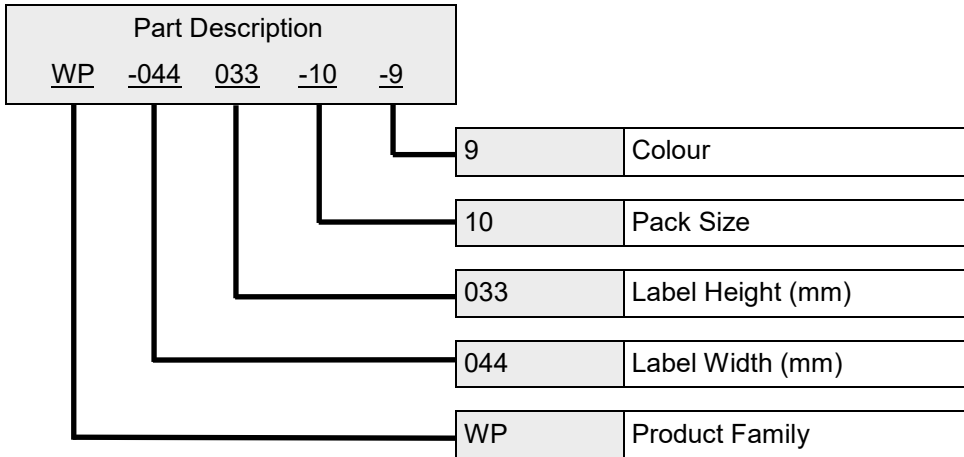 Part Description
WP -044 033 -10 -9
9 Colour
10 Pack Size
033 Label Height (mm)
044 Label Width (mm)
WP Product Family